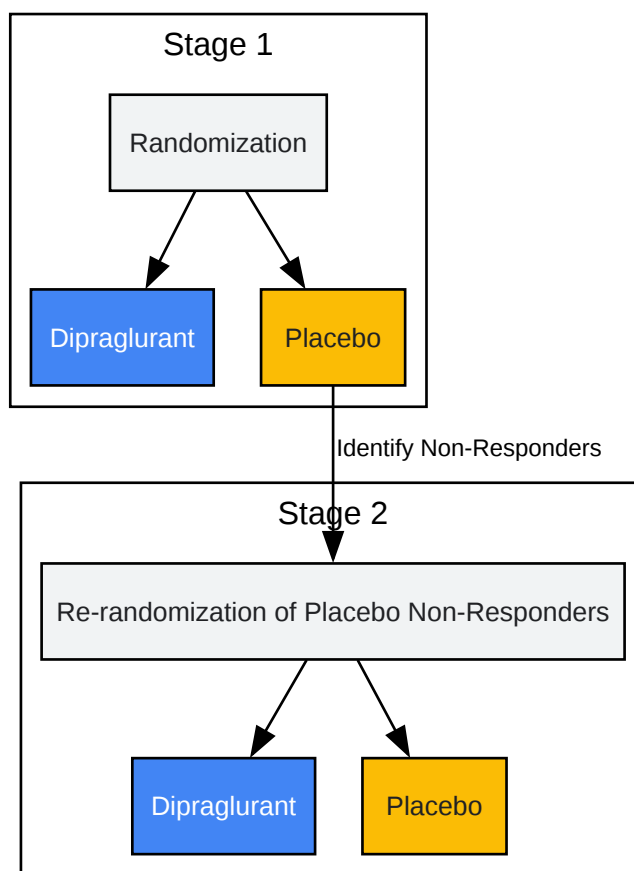 Stage 1
Randomization
Dipraglurant
Placebo
Identify Non-Responders
Stage 2
Re-randomization of Placebo Non-Responders
Dipraglurant
Placebo